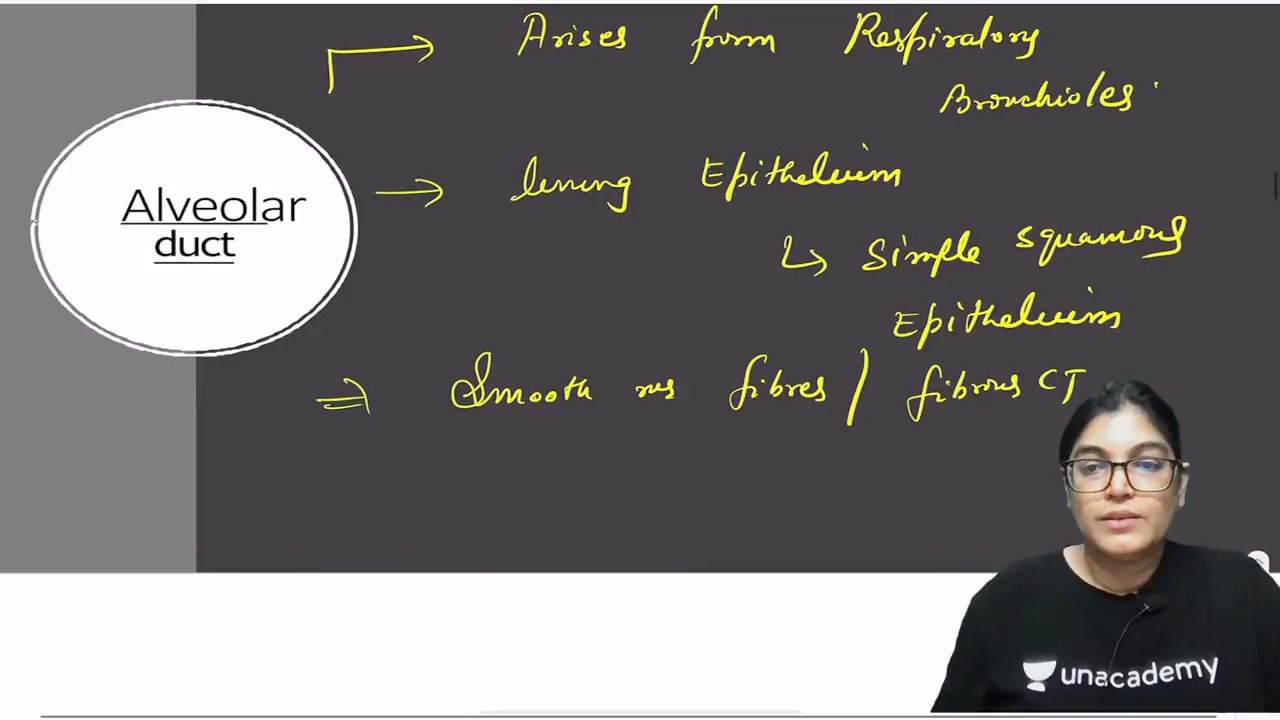 Arises from Respiratory
Bronchioles
Alveolar
duct
lining Epithelium
Simple squamous
Epithelium
Smooth ms fibres / fibrous CT
unacademy